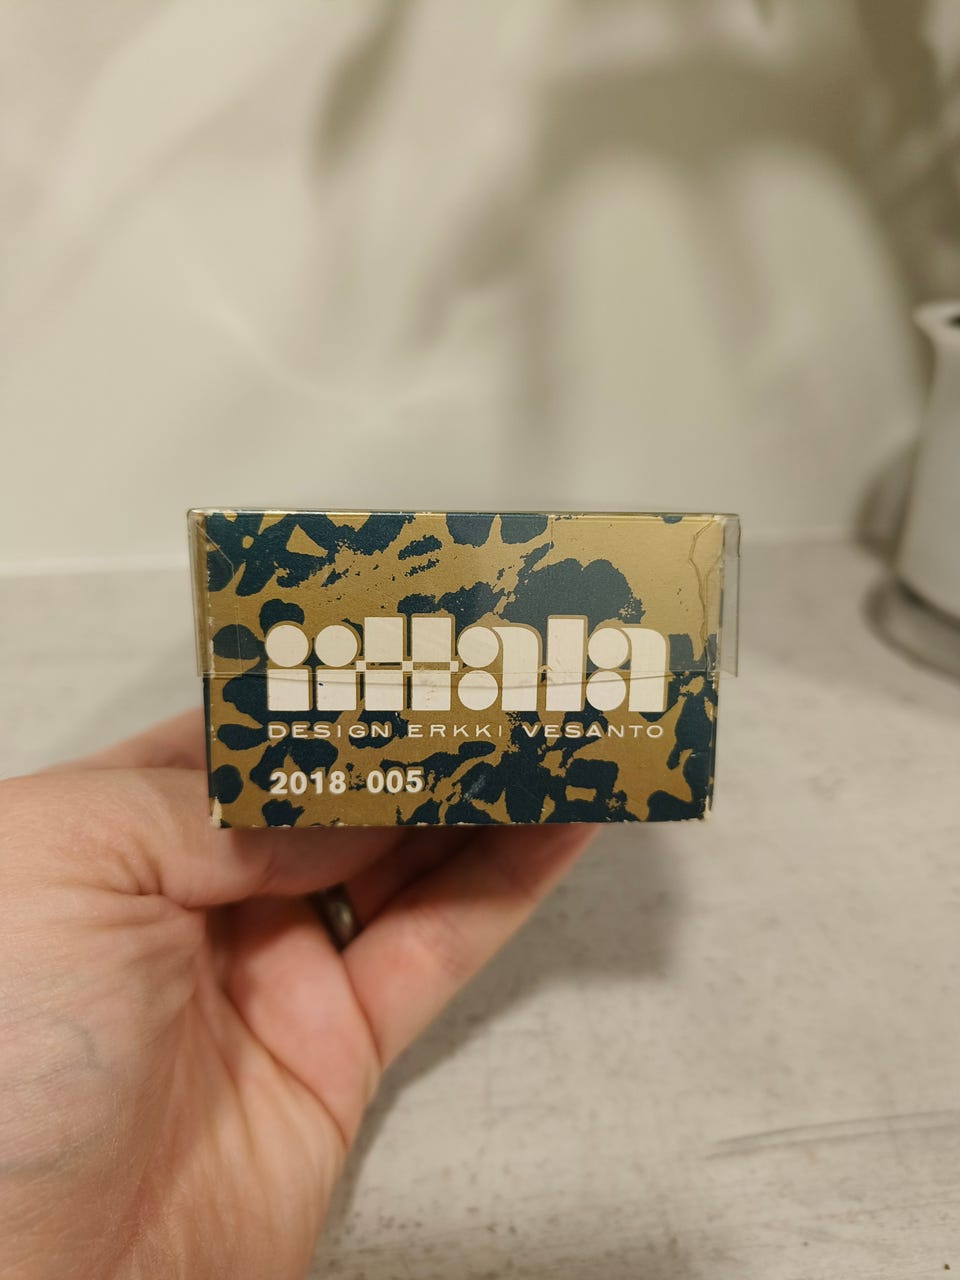 iittala
DESIGN ERKKI VESANTO
2018 005